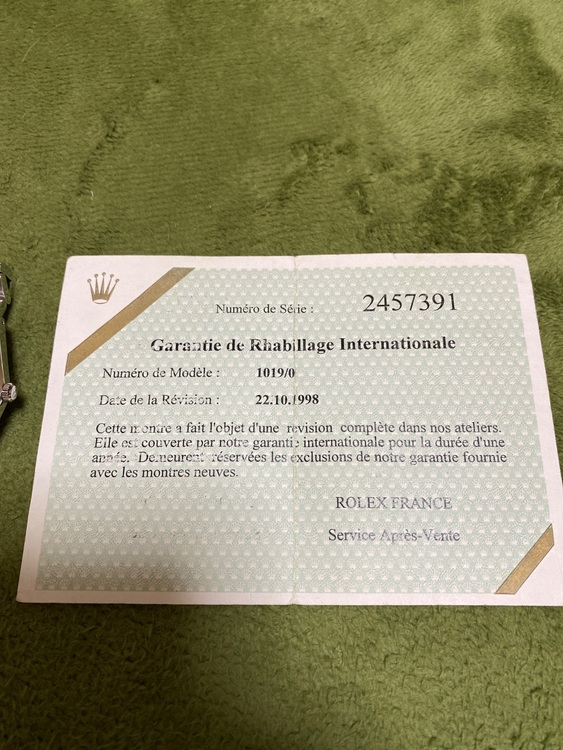 Numéro de Série : 2457391
Garantie de Rhabillage Internationale
Numéro de Modèle : 1019/0
Date de la Révision : 22.10.1998
Cette montre a fait l'objet d'une revision complète dans nos ateliers.
Elle est couverte par notre garantie internationale pour la durée d'une
année. Demeurent réservées les exclusions de notre garantie fournie
avec les montres neuves.
ROLEX FRANCE
Service Après-Vente